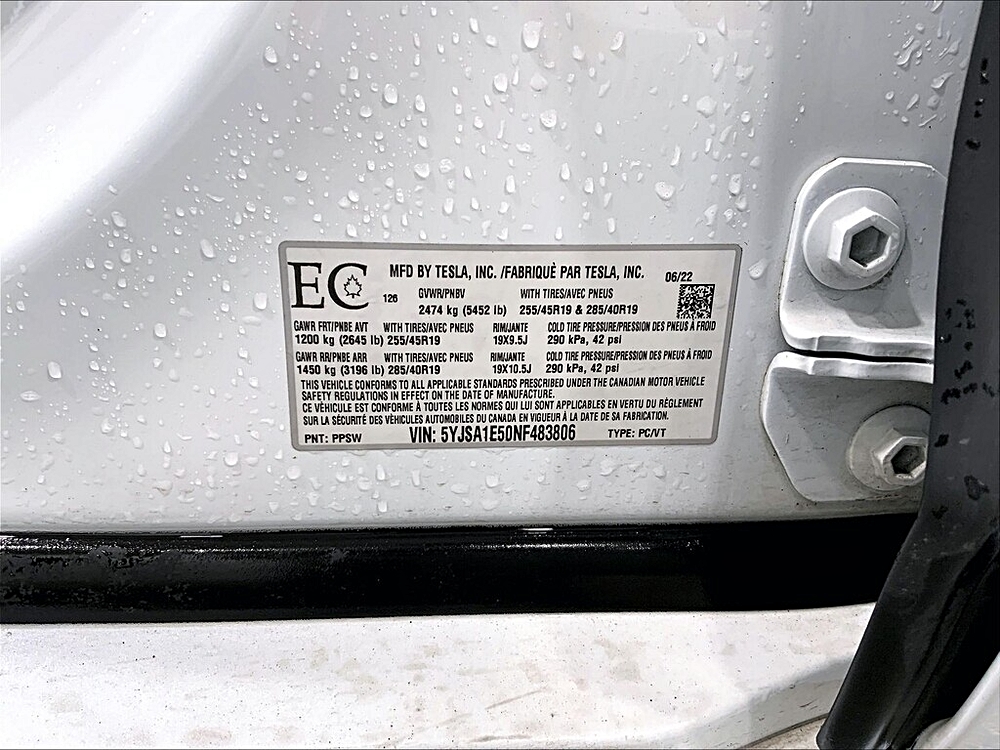 EC MFD BY TESLA, INC. /FABRIQUÈ PAR TESLA, INC. 06/22
126 GVWR/PNBV WITH TIRES/AVEC PNEUS
2474 kg (5452 lb) 255/45R19 & 285/40R19
GAWR FRT/PNBE AVT WITH TIRES/AVEC PNEUS RIM/JANTE COLD TIRE PRESSURE/PRESSION DES PNEUS À FROID
1200 kg (2645 lb) 255/45R19 19X9.5J 290 kPa, 42 psi
GAWR RR/PNBE ARR WITH TIRES/AVEC PNEUS RIM/JANTE COLD TIRE PRESSURE/PRESSION DES PNEUS À FROID
1450 kg (3196 lb) 285/40R19 19X10.5J 290 kPa, 42 psi
THIS VEHICLE CONFORMS TO ALL APPLICABLE STANDARDS PRESCRIBED UNDER THE CANADIAN MOTOR VEHICLE
SAFETY REGULATIONS IN EFFECT ON THE DATE OF MANUFACTURE.
CE VÉHICULE EST CONFORME À TOUTES LES NORMES QUI LUI SONT APPLICABLES EN VERTU DU RÈGLEMENT
SUR LA SÉCURITÉ DES VÉHICULES AUTOMOBILES DU CANADA EN VIGUEUR À LA DATE DE SA FABRICATION.
PNT: PPSW VIN: 5YJSA1E50NF483806 TYPE: PC/VT